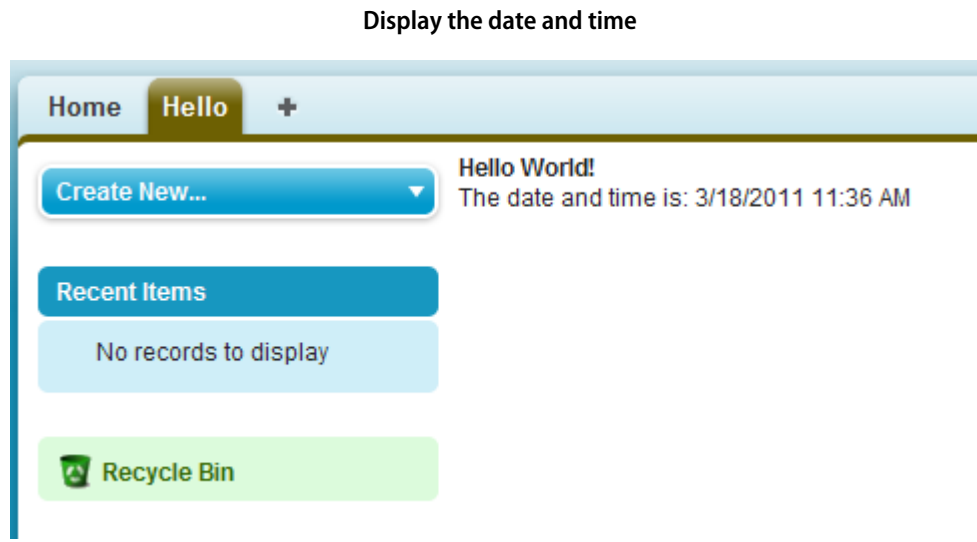 Display the date and time
Home Hello +
Create New...
Hello World!
The date and time is: 3/18/2011 11:36 AM
Recent Items
No records to display
Recycle Bin